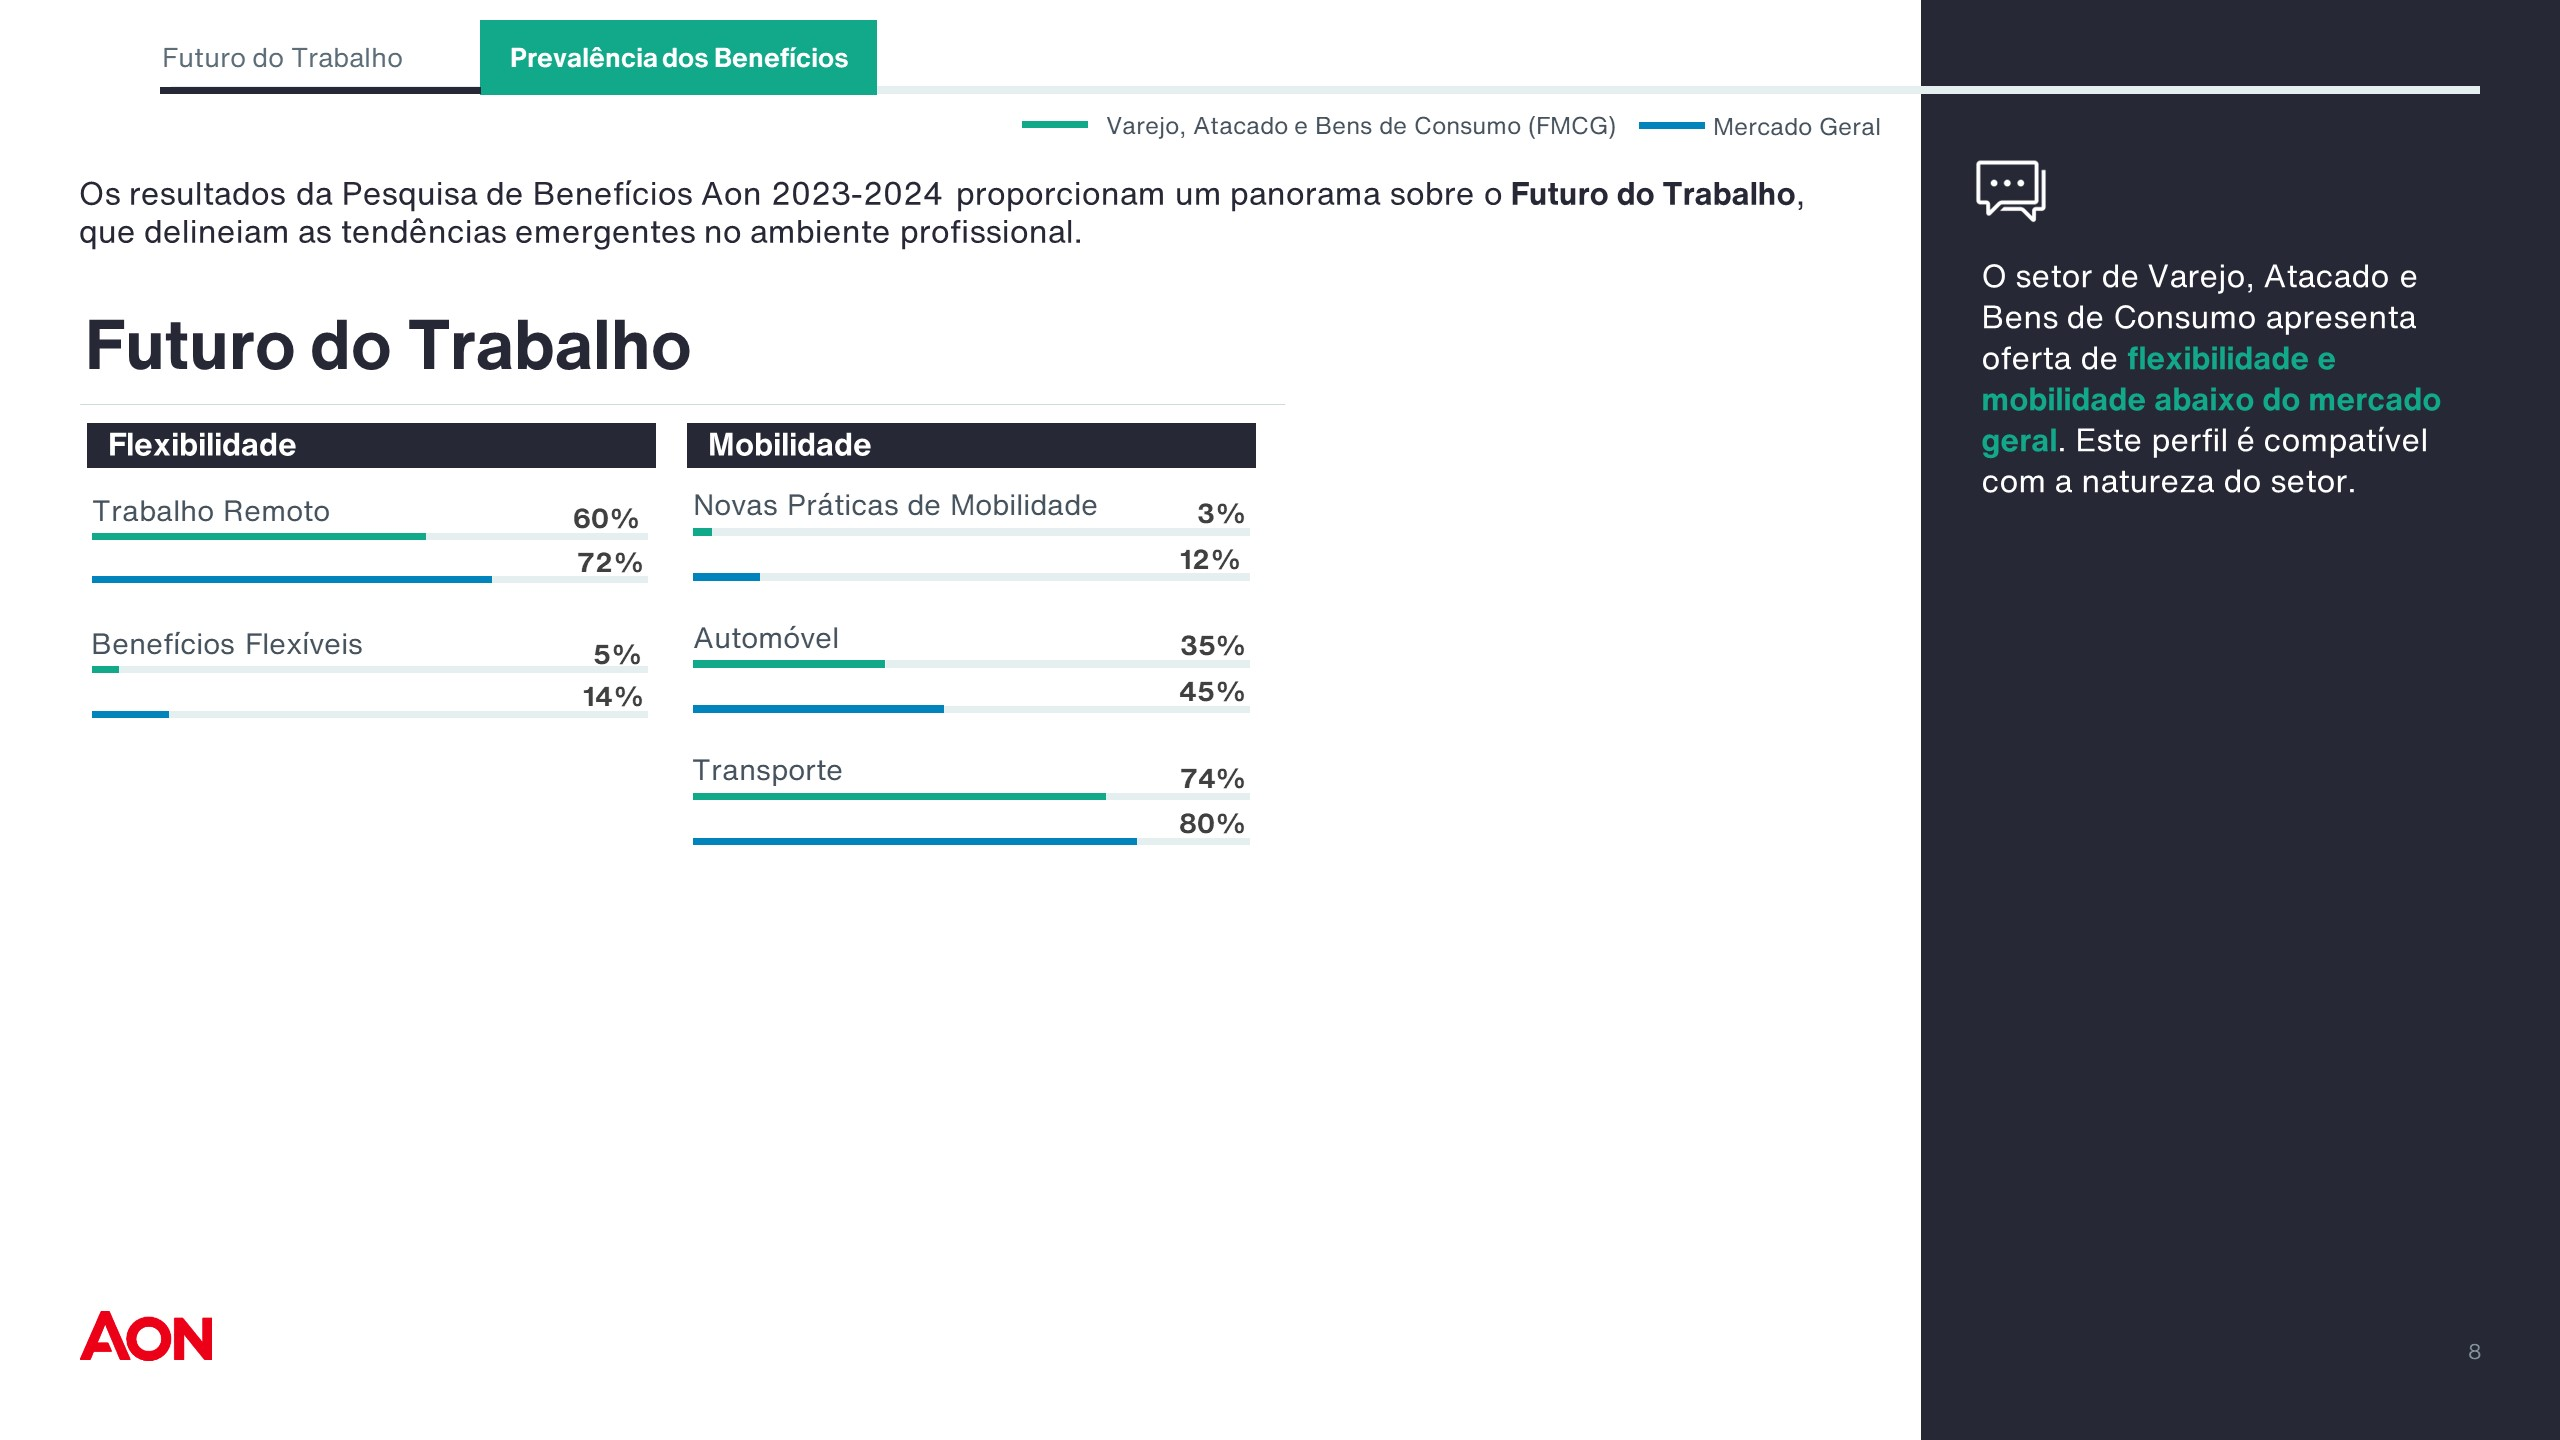 Futuro do Trabalho
Prevalência dos Benefícios
Varejo, Atacado e Bens de Consumo (FMCG)
Mercado Geral
Os resultados da Pesquisa de Benefícios Aon 2023-2024 proporcionam um panorama sobre o Futuro do Trabalho,
que delineiam as tendências emergentes no ambiente profissional.
Futuro do Trabalho
Flexibilidade
Trabalho Remoto
60%
72%
Benefícios Flexíveis
5%
14%
Mobilidade
Novas Práticas de Mobilidade
3%
12%
Automóvel
35%
45%
Transporte
74%
80%
O setor de Varejo, Atacado e
Bens de Consumo apresenta
oferta de flexibilidade e
mobilidade abaixo do mercado
geral. Este perfil é compatível
com a natureza do setor.
AON
8